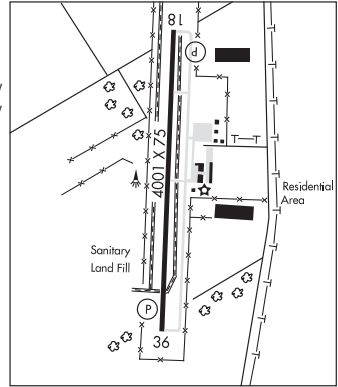 18
P
4001 X 75
Residential
Area
Sanitary
Land Fill
P
36